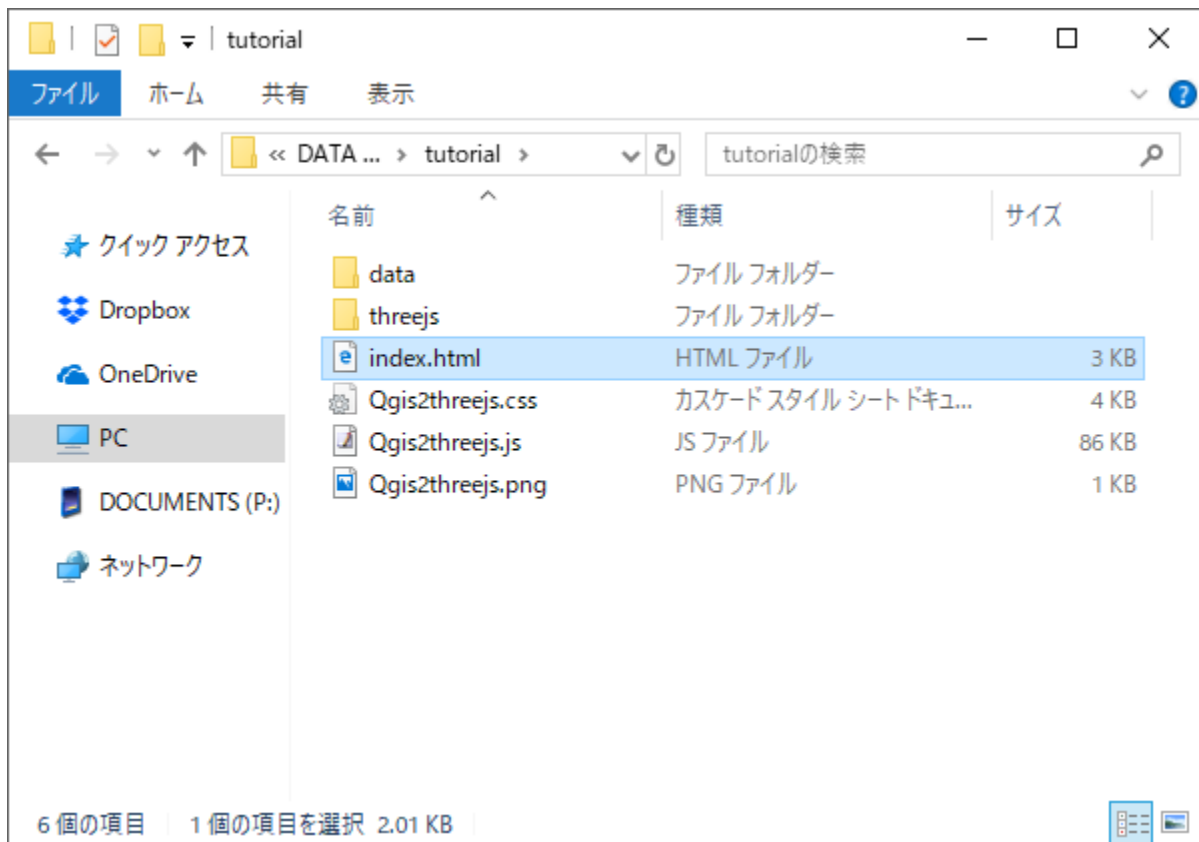 tutorial
ファイル ホーム 共有 表示
« DATA ... › tutorial › tutorialの検索
名前 種類 サイズ
クイック アクセス
Dropbox
OneDrive
PC
DOCUMENTS (P:)
ネットワーク
data ファイル フォルダー
threejs ファイル フォルダー
index.html HTML ファイル 3 KB
Qgis2threejs.css カスケード スタイル シート ドキュ... 4 KB
Qgis2threejs.js JS ファイル 86 KB
Qgis2threejs.png PNG ファイル 1 KB
6 個の項目 1 個の項目を選択 2.01 KB